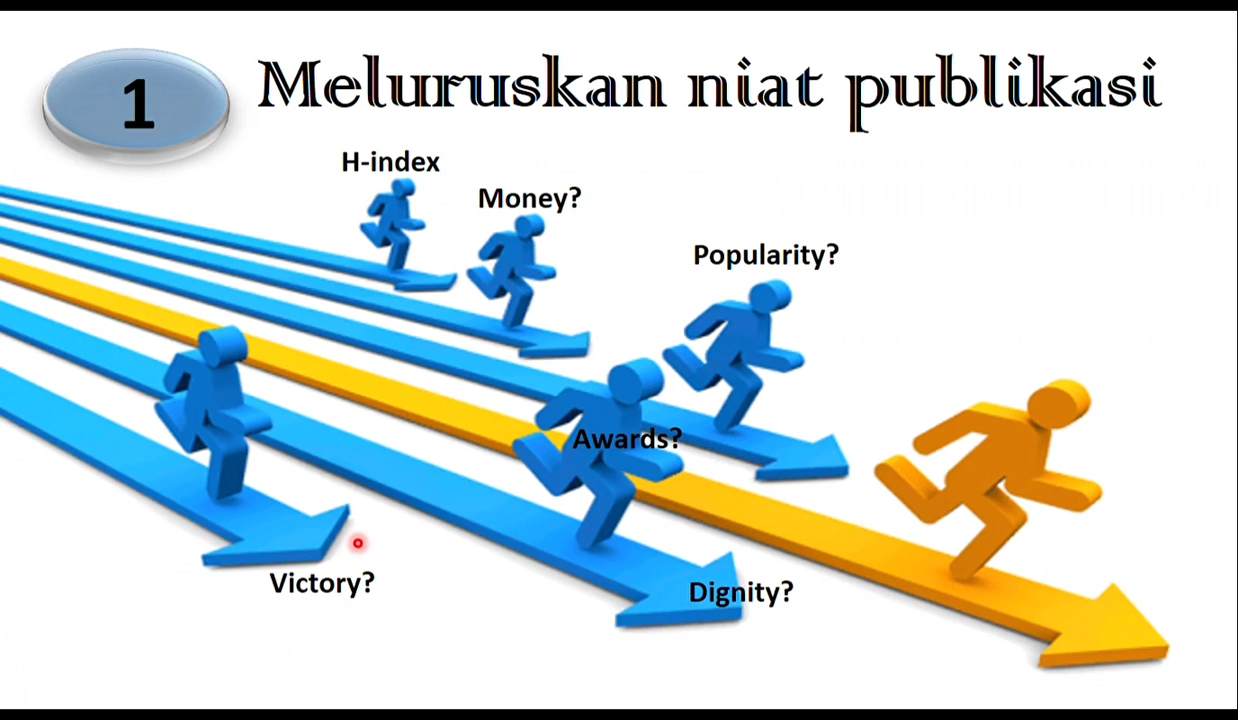 1
Meluruskan niat publikasi
H-index
Money?
Popularity?
Awards?
Victory?
Dignity?